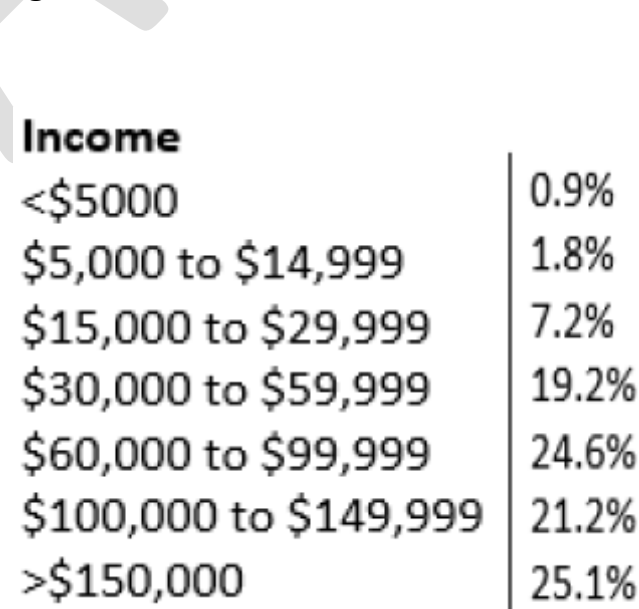 Income
<$5000 0.9%
$5,000 to $14,999 1.8%
$15,000 to $29,999 7.2%
$30,000 to $59,999 19.2%
$60,000 to $99,999 24.6%
$100,000 to $149,999 21.2%
>$150,000 25.1%